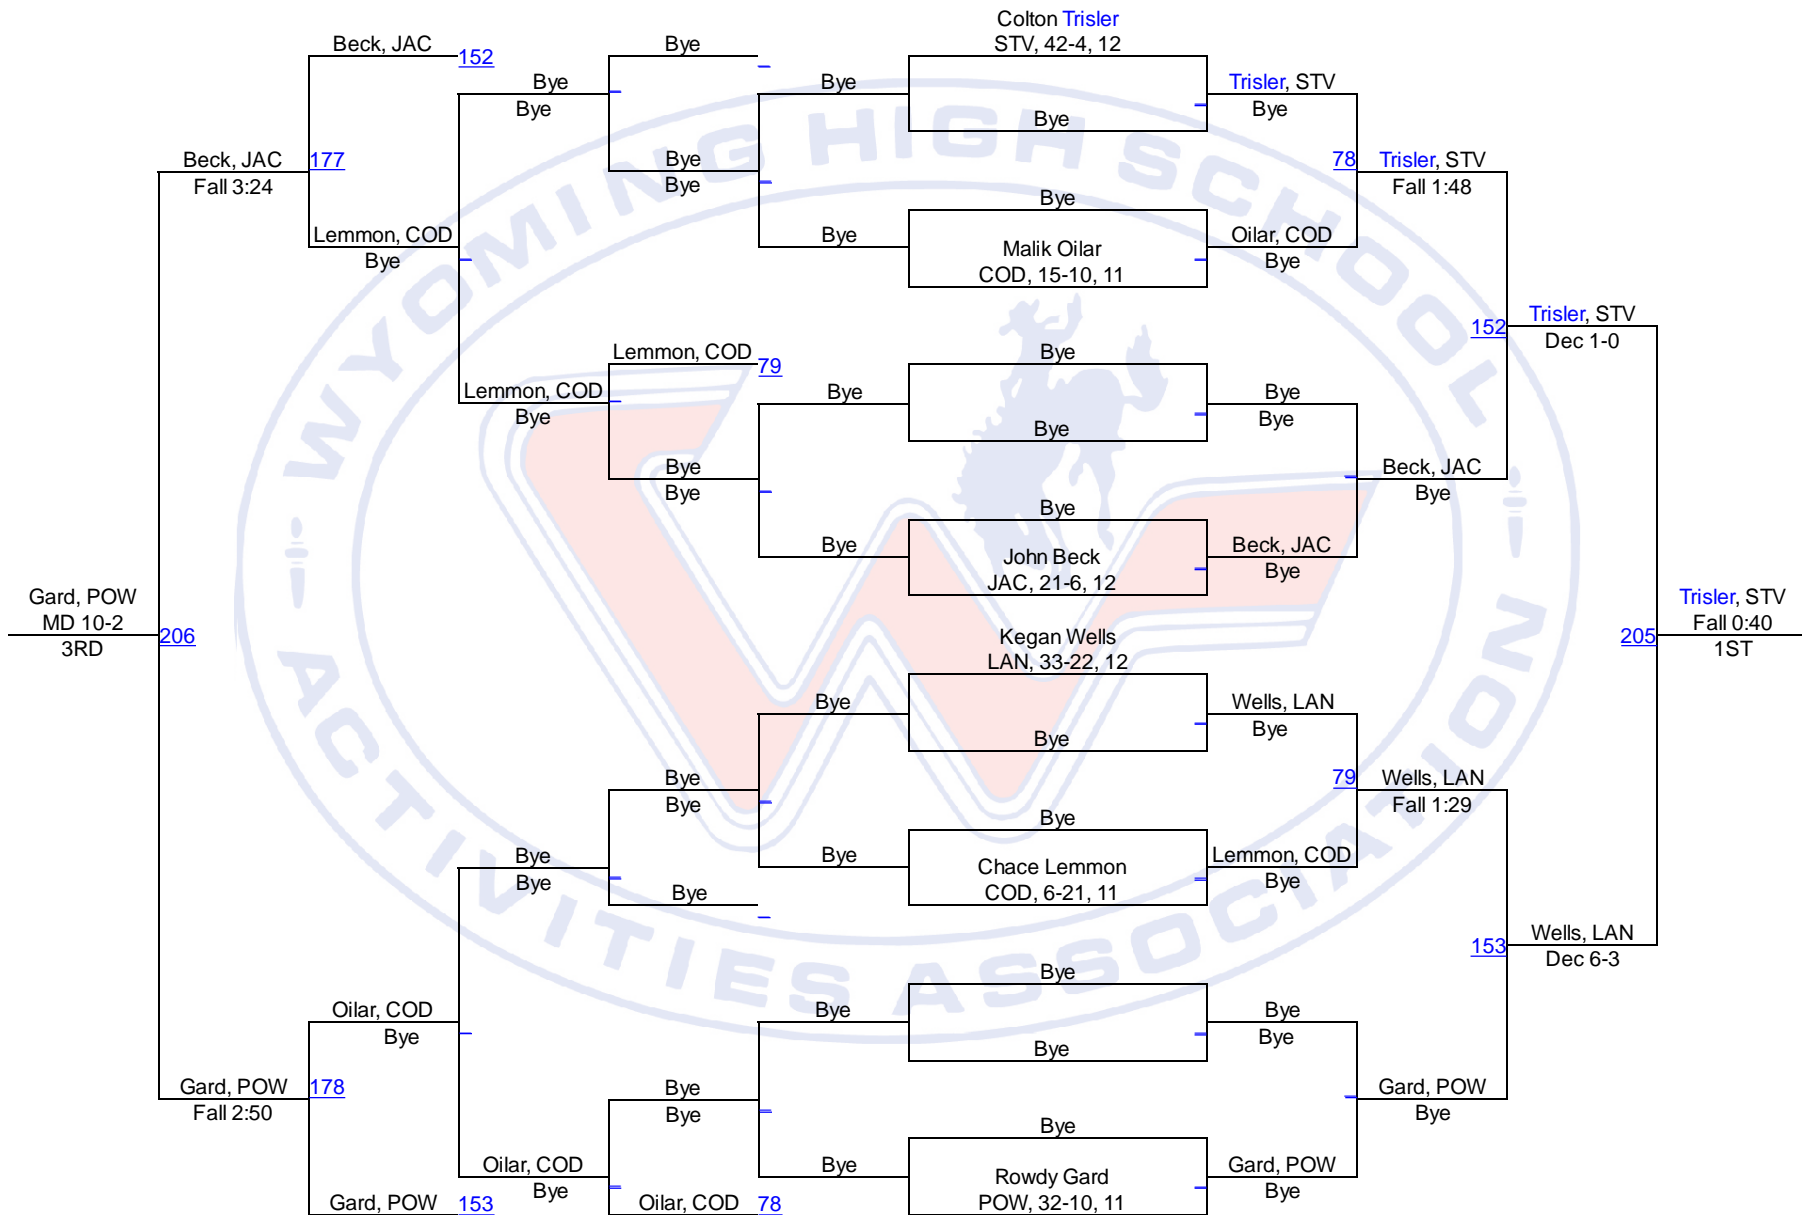 Colton Trisler
STV, 42-4, 12
Beck, JAC
152
Bye
Bye
Bye
Bye
Bye
Bye
Trisler, STV
Bye
Beck, JAC
177
Fall 3:24
Bye
Bye
78
Trisler, STV
Fall 1:48
Lemmon, COD
Bye
Bye
Bye
Malik Oilar
COD, 15-10, 11
Oilar, COD
Bye
152
Trisler, STV
Dec 1-0
Lemmon, COD
79
Bye
Lemmon, COD
Bye
Bye
Bye
Bye
Bye
Bye
Bye
Beck, JAC
Bye
Bye
Bye
John Beck
JAC, 21-6, 12
Beck, JAC
Bye
Gard, POW
MD 10-2
3RD
206
Kegan Wells
LAN, 33-22, 12
205
Trisler, STV
Fall 0:40
1ST
Bye
Bye
Wells, LAN
Bye
Bye
Bye
79
Wells, LAN
Fall 1:29
Bye
Bye
Bye
Bye
Chace Lemmon
COD, 6-21, 11
Lemmon, COD
Bye
Bye
153
Wells, LAN
Dec 6-3
Oilar, COD
Bye
Bye
Bye
Bye
Bye
Bye
Gard, POW
178
Fall 2:50
Bye
Bye
Gard, POW
Bye
Oilar, COD
Bye
Bye
Bye
Rowdy Gard
POW, 32-10, 11
Gard, POW
Bye
Gard, POW
153
Oilar, COD
78
WYOMING HIGH SCHOOL
ACTIVITIES ASSOCIATION